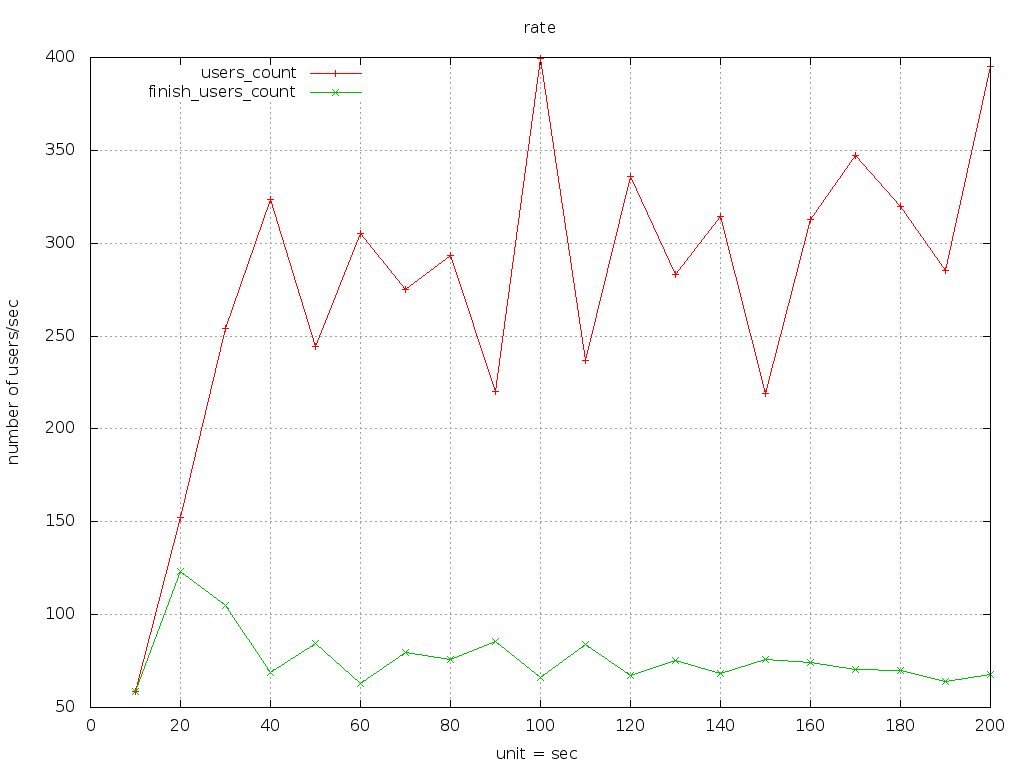 rate
users_count
finish_users_count
400
350
300
250
200
150
100
50
number of users/sec
0 20 40 60 80 100 120 140 160 180 200
unit = sec